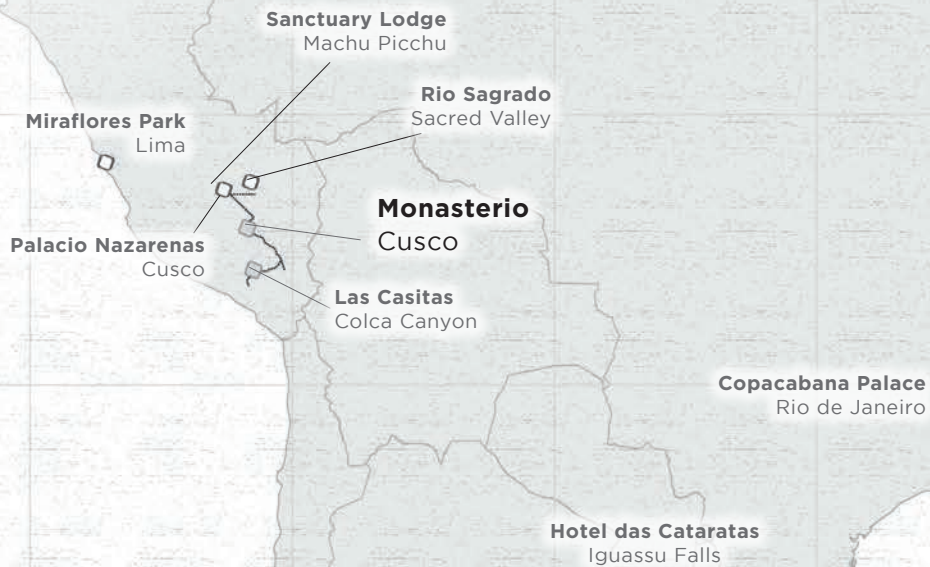 Sanctuary Lodge
Machu Picchu
Rio Sagrado
Sacred Valley
Miraflores Park
Lima
Monasterio
Cusco
Palacio Nazarenas
Cusco
Las Casitas
Colca Canyon
Copacabana Palace
Rio de Janeiro
Hotel das Cataratas
Iguassu Falls